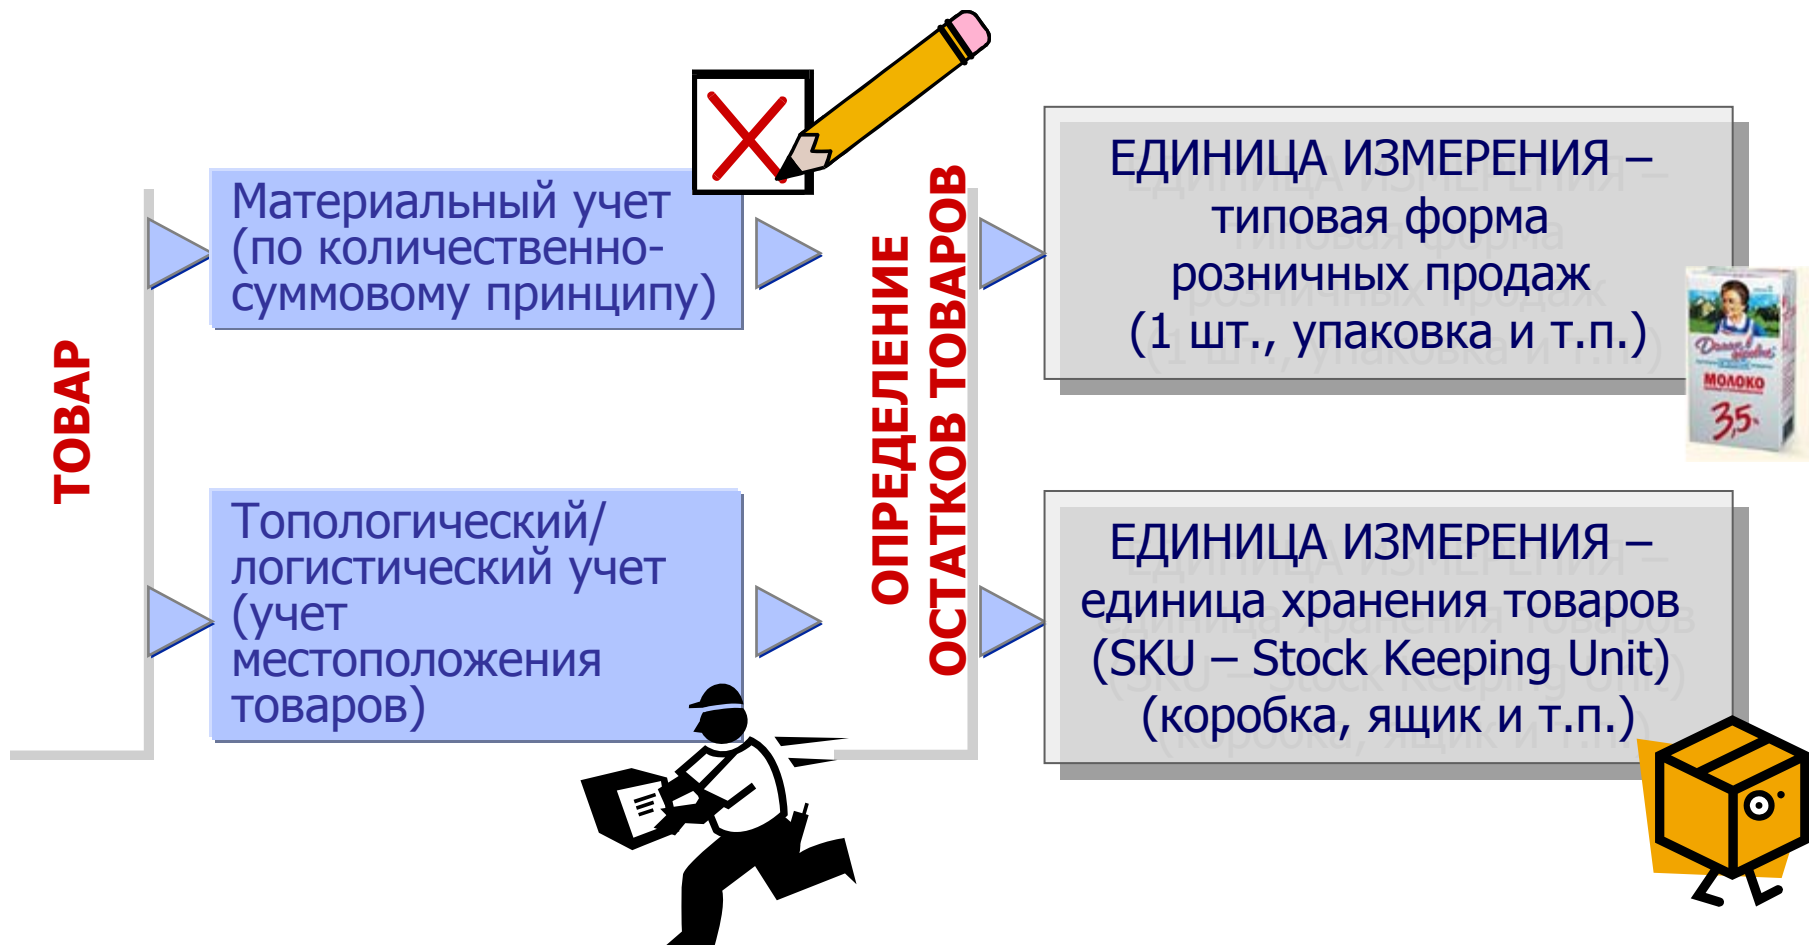 ТОВАР
Материальный учет
(по количественно-
суммовому принципу)
Топологический/
логистический учет
(учет
местоположения
товаров)
ОПРЕДЕЛЕНИЕ
ОСТАТКОВ ТОВАРОВ
ЕДИНИЦА ИЗМЕРЕНИЯ –
типовая форма
розничных продаж
(1 шт., упаковка и т.п.)
Домик в
деревне
МОЛОКО
3,5%
ЕДИНИЦА ИЗМЕРЕНИЯ –
единица хранения товаров
(SKU – Stock Keeping Unit)
(коробка, ящик и т.п.)